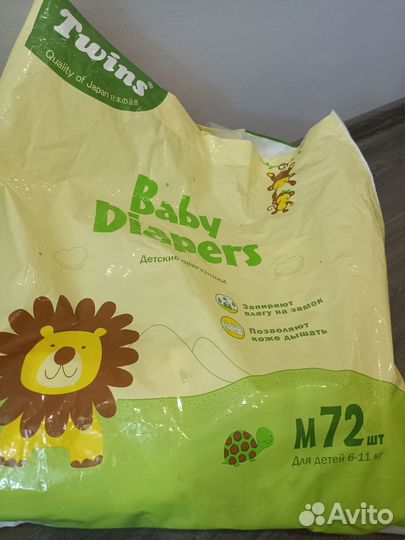 Twins®
Quality of Japan 日本の品質
Baby
Diapers
Детские подгузники
Запирают
влагу на замок
Позволяют
коже дышать
M72шт
Для детей 6-11 кг
Avito